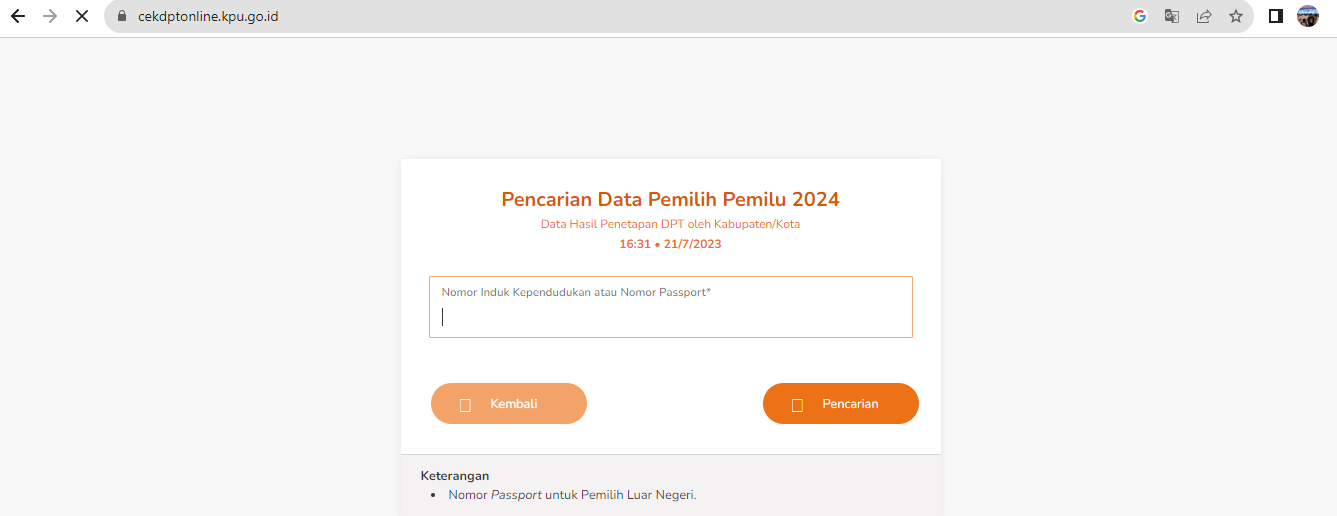 cekdptonline.kpu.go.id
Pencarian Data Pemilih Pemilu 2024
Data Hasil Penetapan DPT oleh Kabupaten/Kota
16:31 • 21/7/2023
Nomor Induk Kependudukan atau Nomor Passport*
Kembali
Pencarian
Keterangan
• Nomor Passport untuk Pemilih Luar Negeri.